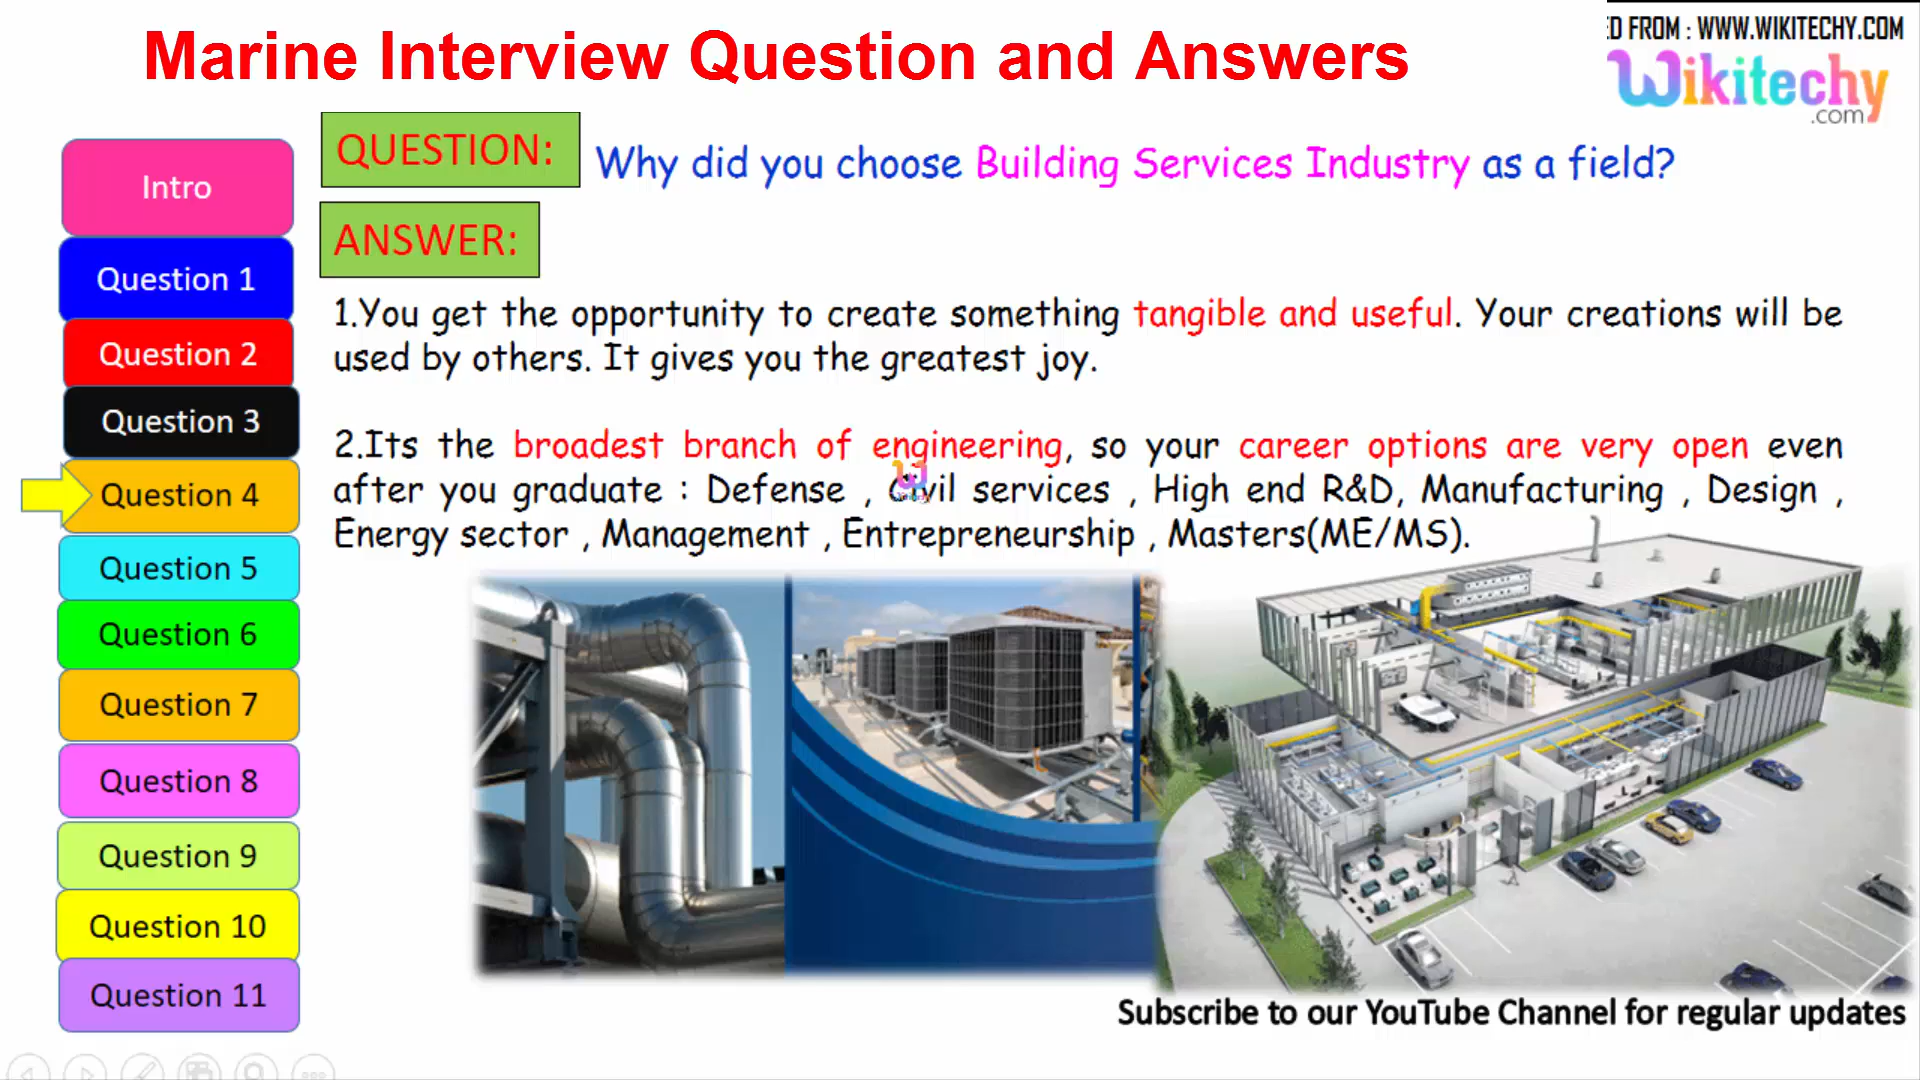 Marine Interview Question and Answers
ED FROM : WWW.WIKITECHY.COM
Wikitechy
.com
QUESTION:
Why did you choose Building Services Industry as a field?
ANSWER:
Intro
Question 1
Question 2
Question 3
Question 4
Question 5
Question 6
Question 7
Question 8
Question 9
Question 10
Question 11
1.You get the opportunity to create something tangible and useful. Your creations will be
used by others. It gives you the greatest joy.
2.Its the broadest branch of engineering, so your career options are very open even
after you graduate : Defense , Civil services , High end R&D, Manufacturing , Design ,
Energy sector , Management , Entrepreneurship , Masters(ME/MS).
Subscribe to our YouTube Channel for regular updates